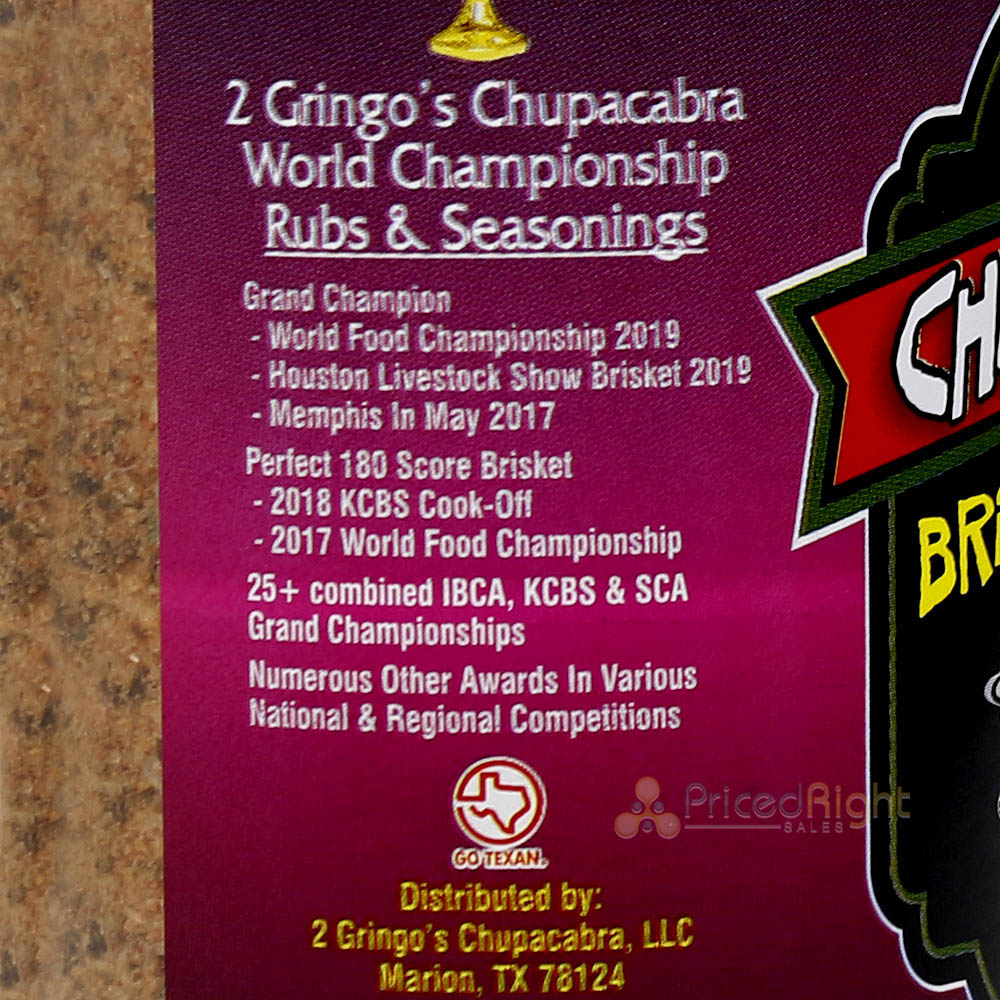 2 Gringo's Chupacabra
World Championship
Rubs & Seasonings
Grand Champion
- World Food Championship 2019
- Houston Livestock Show Brisket 2019
- Memphis In May 2017
Perfect 180 Score Brisket
- 2018 KCBS Cook-Off
- 2017 World Food Championship
25+ combined IBCA, KCBS & SCA
Grand Championships
Numerous Other Awards In Various
National & Regional Competitions
GO TEXAN.
Distributed by:
2 Gringo's Chupacabra, LLC
Marion, TX 78124
CH
BRI
PricedRight
SALES